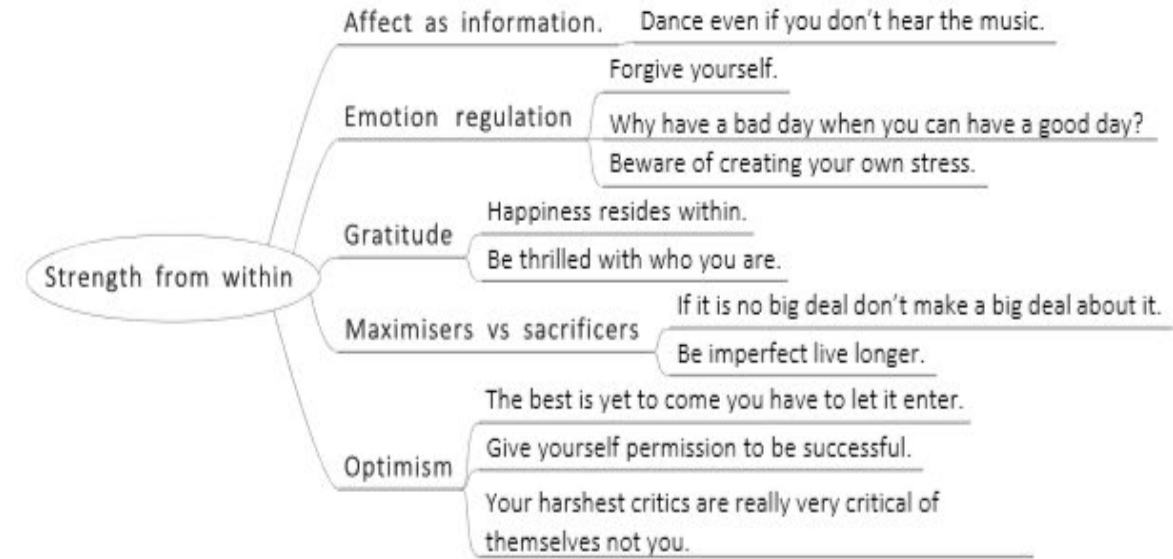 Affect as information.
Dance even if you don't hear the music.
Emotion regulation
Forgive yourself.
Why have a bad day when you can have a good day?
Beware of creating your own stress.
Strength from within
Gratitude
Happiness resides within.
Be thrilled with who you are.
Maximisers vs sacrificers
If it is no big deal don't make a big deal about it.
Be imperfect live longer.
Optimism
The best is yet to come you have to let it enter.
Give yourself permission to be successful.
Your harshest critics are really very critical of
themselves not you.